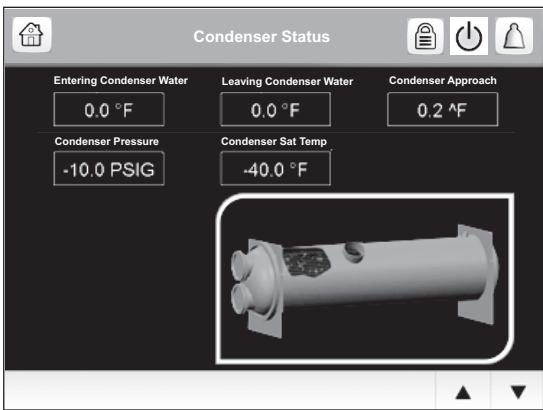 Condenser Status
Entering Condenser Water
Leaving Condenser Water
Condenser Approach
0.0 °F
0.0 °F
0.2 ^F
Condenser Pressure
Condenser Sat Temp
-10.0 PSIG
-40.0 °F